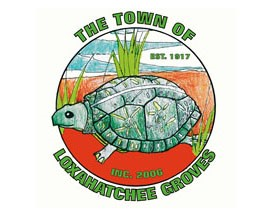 THE TOWN OF
EST. 1917
INC. 2006
LOXAHATCHEE GROVES